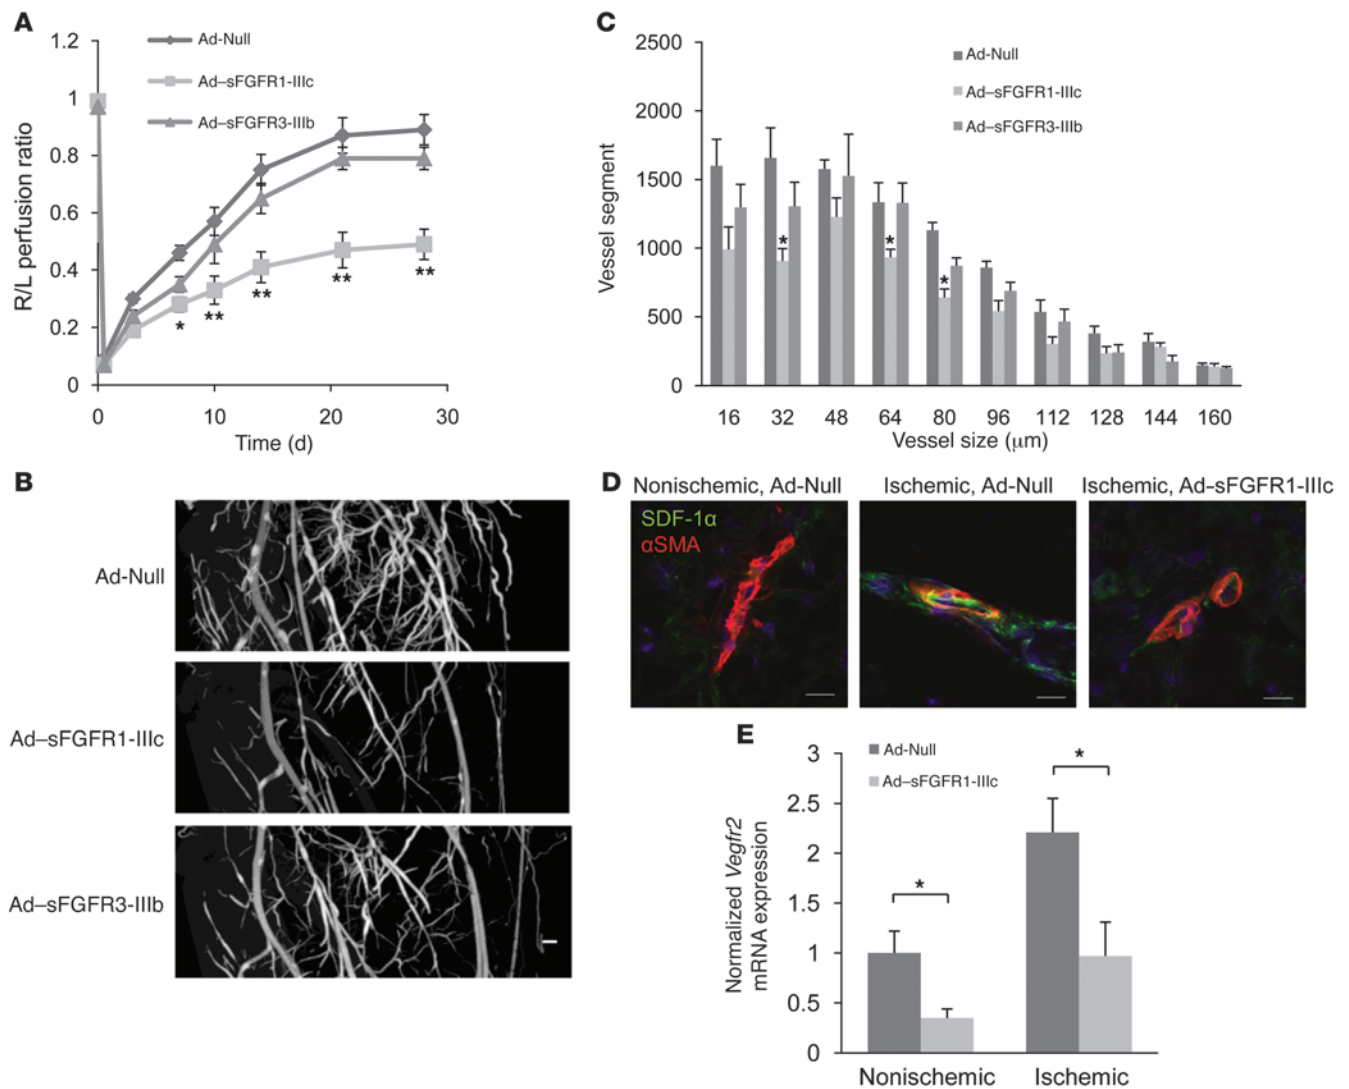 A
1.2
1
0.8
0.6
0.4
0.2
0
R/L perfusion ratio
Ad-Null
Ad–sFGFR1-IIIc
Ad–sFGFR3-IIIb
*
**
**
**
**
0 10 20 30
Time (d)
C
2500
2000
1500
1000
500
0
Vessel segment
Ad-Null
Ad–sFGFR1-IIIc
Ad–sFGFR3-IIIb
*
*
*
16 32 48 64 80 96 112 128 144 160
Vessel size (μm)
B
Ad-Null
Ad–sFGFR1-IIIc
Ad–sFGFR3-IIIb
D
Nonischemic, Ad-Null
Ischemic, Ad-Null
Ischemic, Ad–sFGFR1-IIIc
SDF-1α
αSMA
E
3
2.5
2
1.5
1
0.5
0
Normalized Vegfr2
mRNA expression
Ad-Null
Ad–sFGFR1-IIIc
*
*
Nonischemic Ischemic